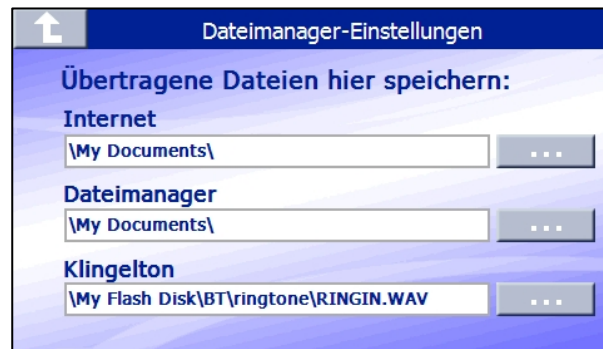 Dateimanager-Einstellungen
Übertragene Dateien hier speichern:
Internet
\My Documents\
...
Dateimanager
\My Documents\
...
Klingelton
\My Flash Disk\BT\ringtone\RINGIN.WAV
...